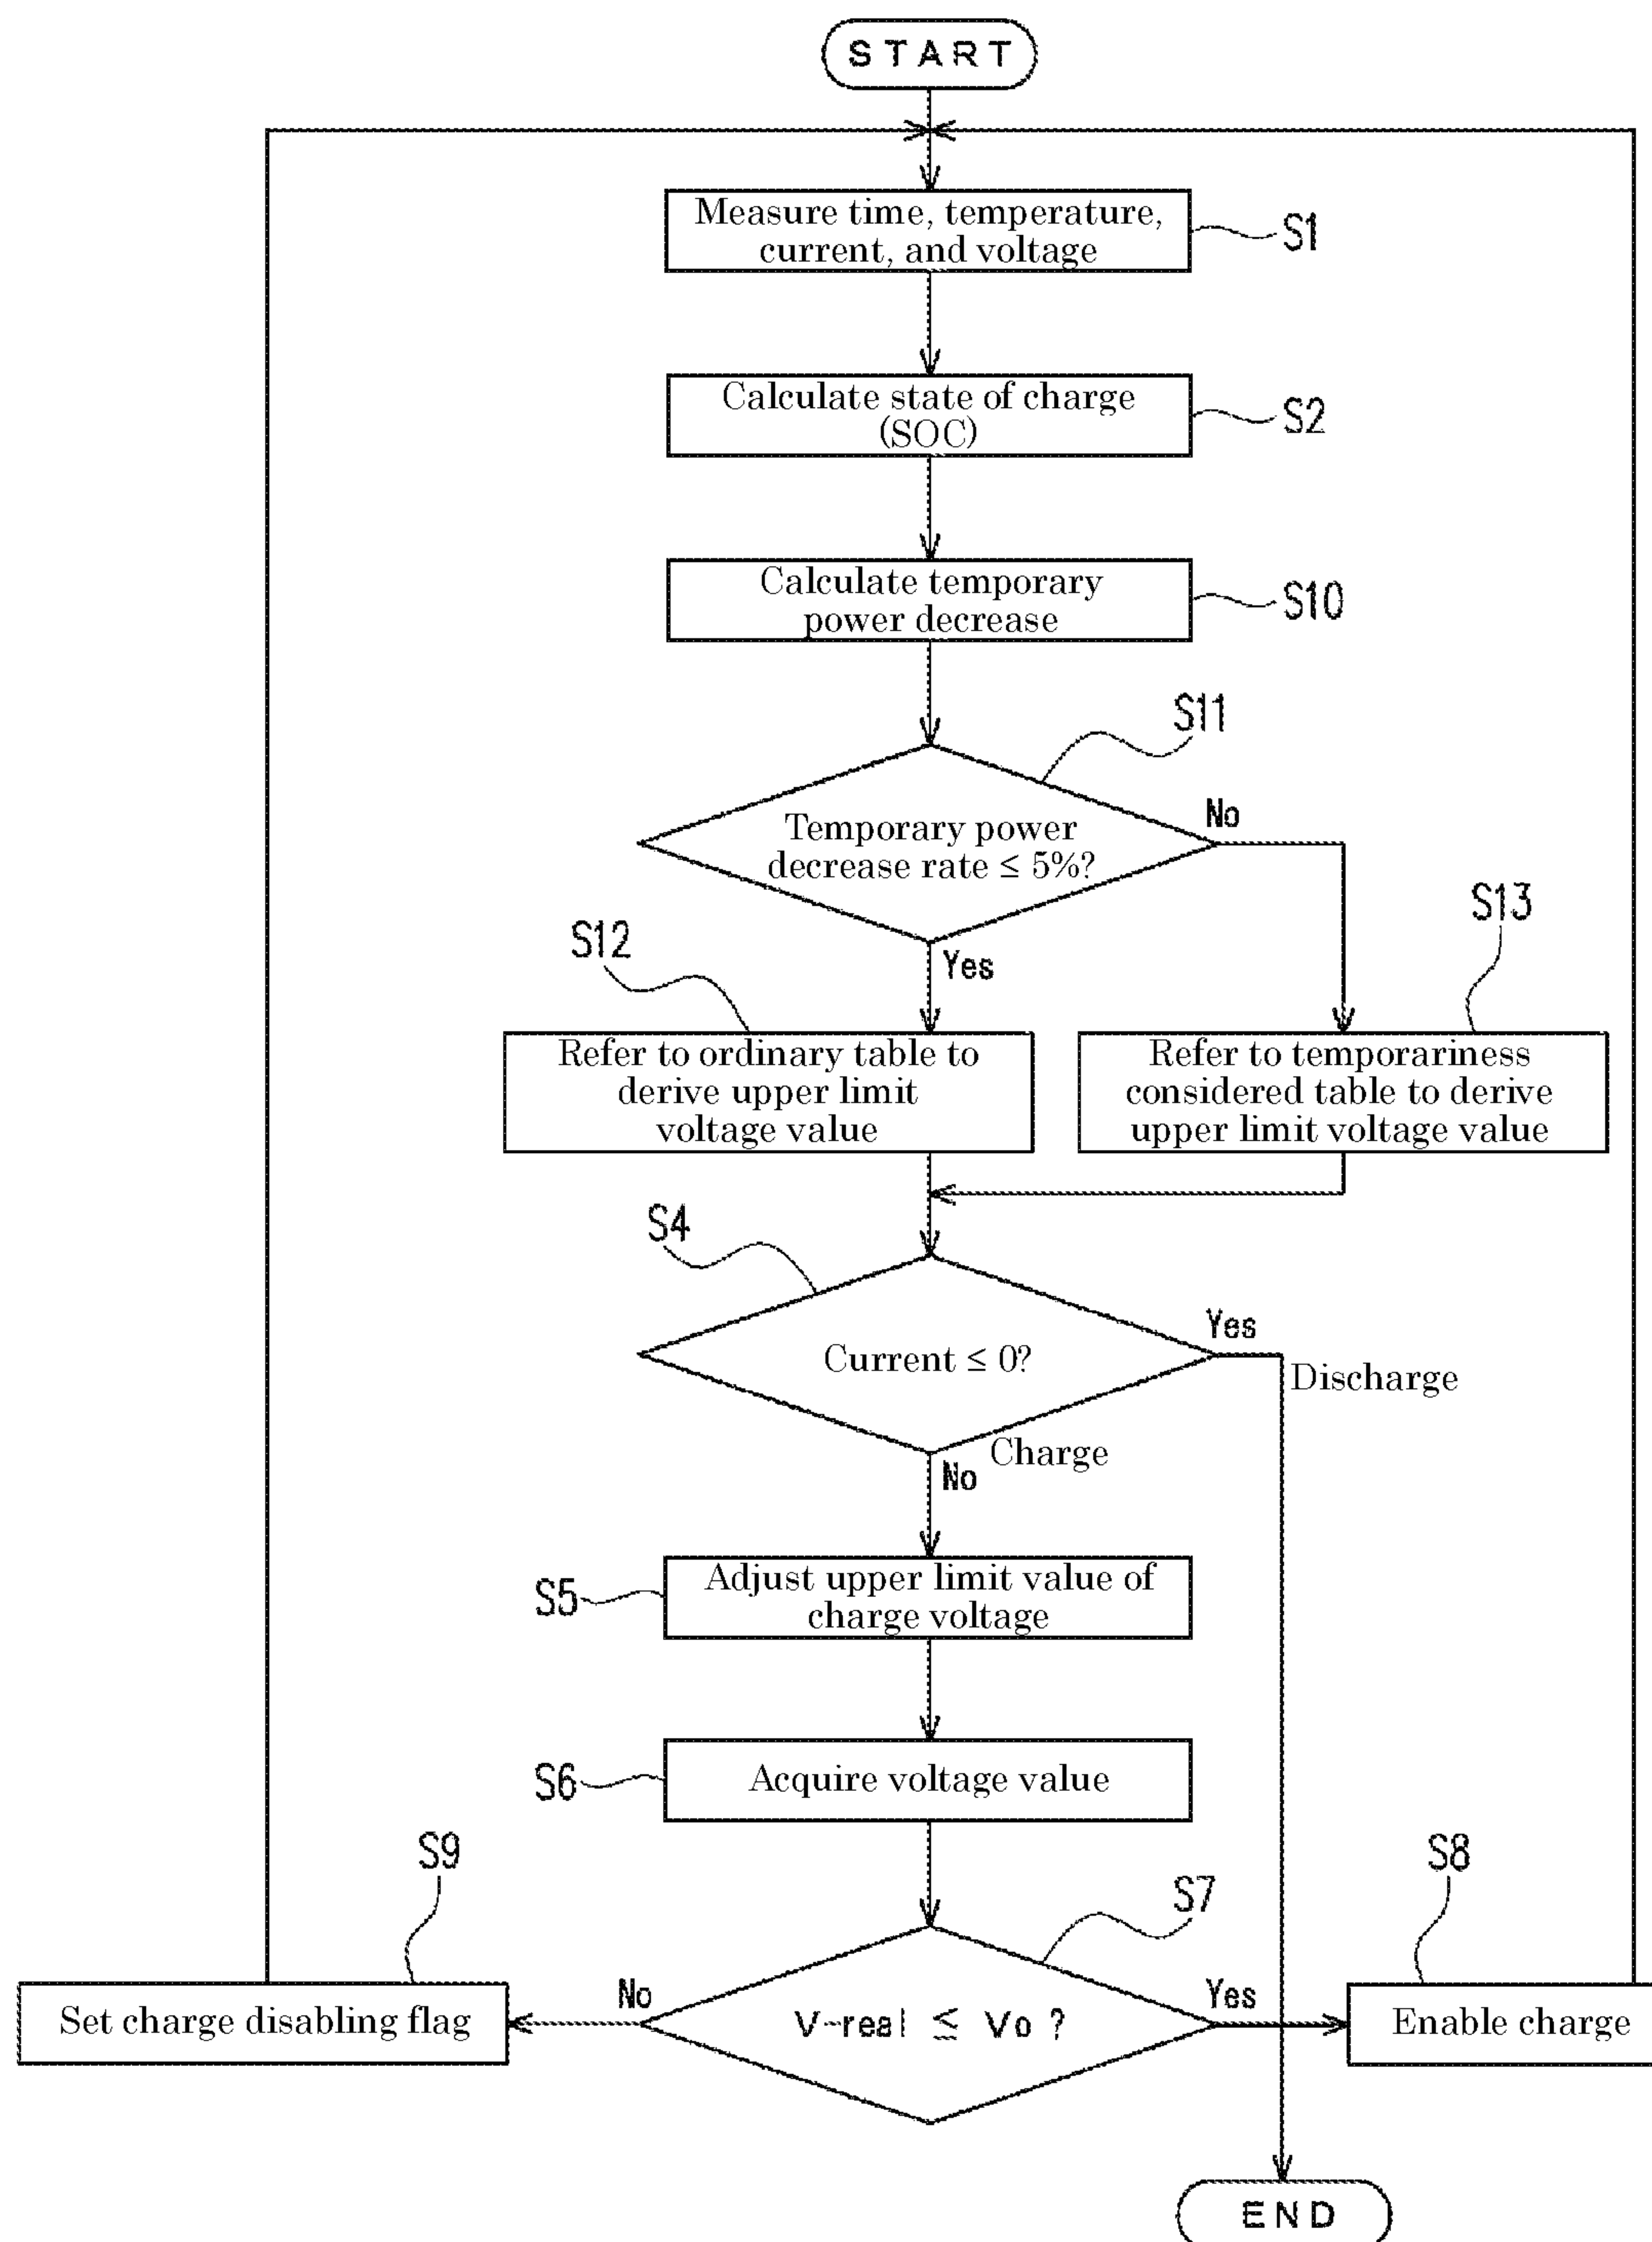 START
Measure time, temperature,
current, and voltage
S1
Calculate state of charge
(SOC)
S2
Calculate temporary
power decrease
S10
S11
Temporary power
decrease rate ≤ 5%?
No
Yes
S12
S13
Refer to ordinary table to
derive upper limit
voltage value
Refer to temporariness
considered table to derive
upper limit voltage value
S4
Current ≤ 0?
Yes
Discharge
Charge
No
S5
Adjust upper limit value of
charge voltage
S6
Acquire voltage value
S9
S7
S8
Set charge disabling flag
No
V-real ≦ Vo ?
Yes
Enable charge
END